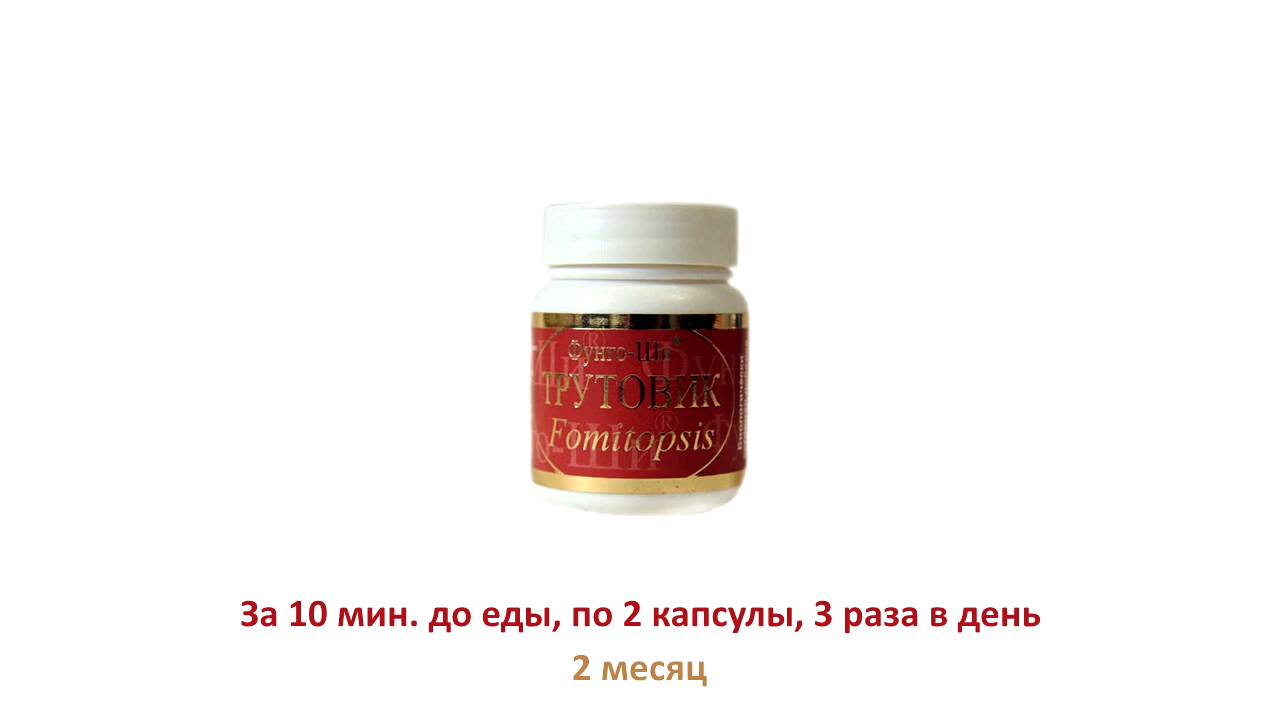 Фунго-Ши®
ТРУТОВИК
Fomitopsis
За 10 мин. до еды, по 2 капсулы, 3 раза в день
2 месяц